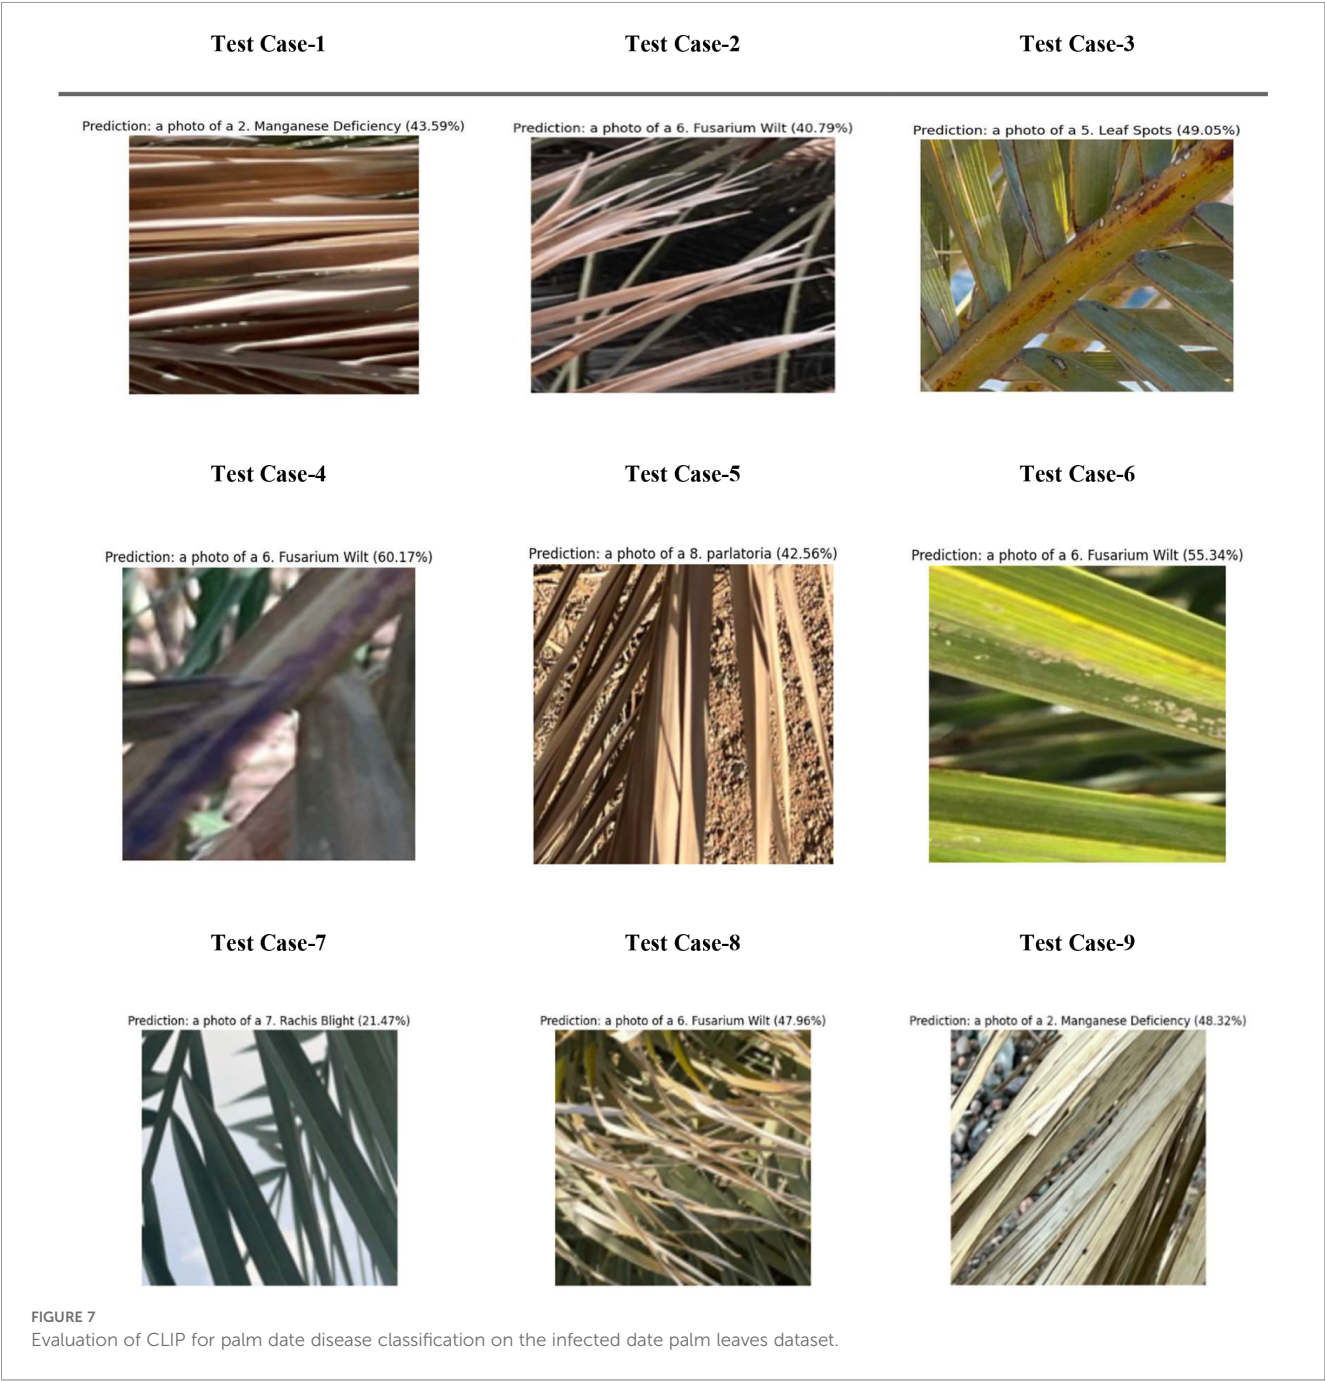 Test Case-1
Test Case-2
Test Case-3
Prediction: a photo of a 2. Manganese Deficiency (43.59%)
Prediction: a photo of a 6. Fusarium Wilt (40.79%)
Prediction: a photo of a 5. Leaf Spots (49.05%)
Test Case-4
Test Case-5
Test Case-6
Prediction: a photo of a 6. Fusarium Wilt (60.17%)
Prediction: a photo of a 8. parlatoria (42.56%)
Prediction: a photo of a 6. Fusarium Wilt (55.34%)
Test Case-7
Test Case-8
Test Case-9
Prediction: a photo of a 7. Rachis Blight (21.47%)
Prediction: a photo of a 6. Fusarium Wilt (47.96%)
Prediction: a photo of a 2. Manganese Deficiency (48.32%)
FIGURE 7
Evaluation of CLIP for palm date disease classification on the infected date palm leaves dataset.